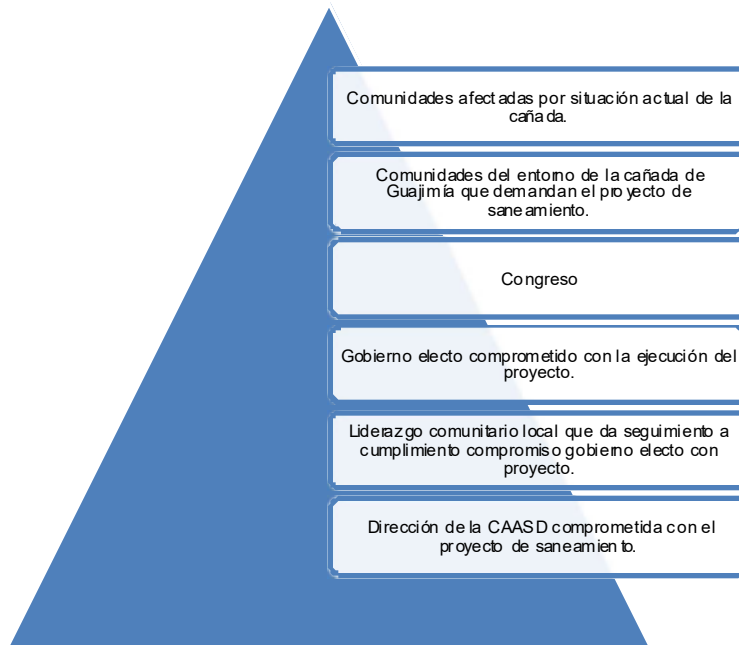 Comunidades afectadas por situación actual de la
cañada.
Comunidades del entorno de la cañada de
Guajimía que demandan el proyecto de
saneamiento.
Congreso
Gobierno electo comprometido con la ejecución del
proyecto.
Liderazgo comunitario local que da seguimiento a
cumplimiento compromiso gobierno electo con
proyecto.
Dirección de la CAASD comprometida con el
proyecto de saneamiento.